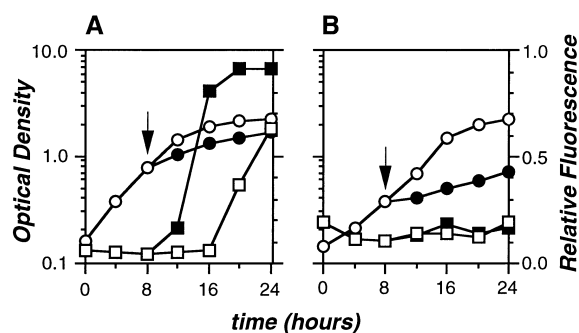 A
B
10.0
1.0
0.1
Optical Density
0 8 16 24
0 8 16 24
1.0
0.5
0.0
Relative Fluorescence
time (hours)